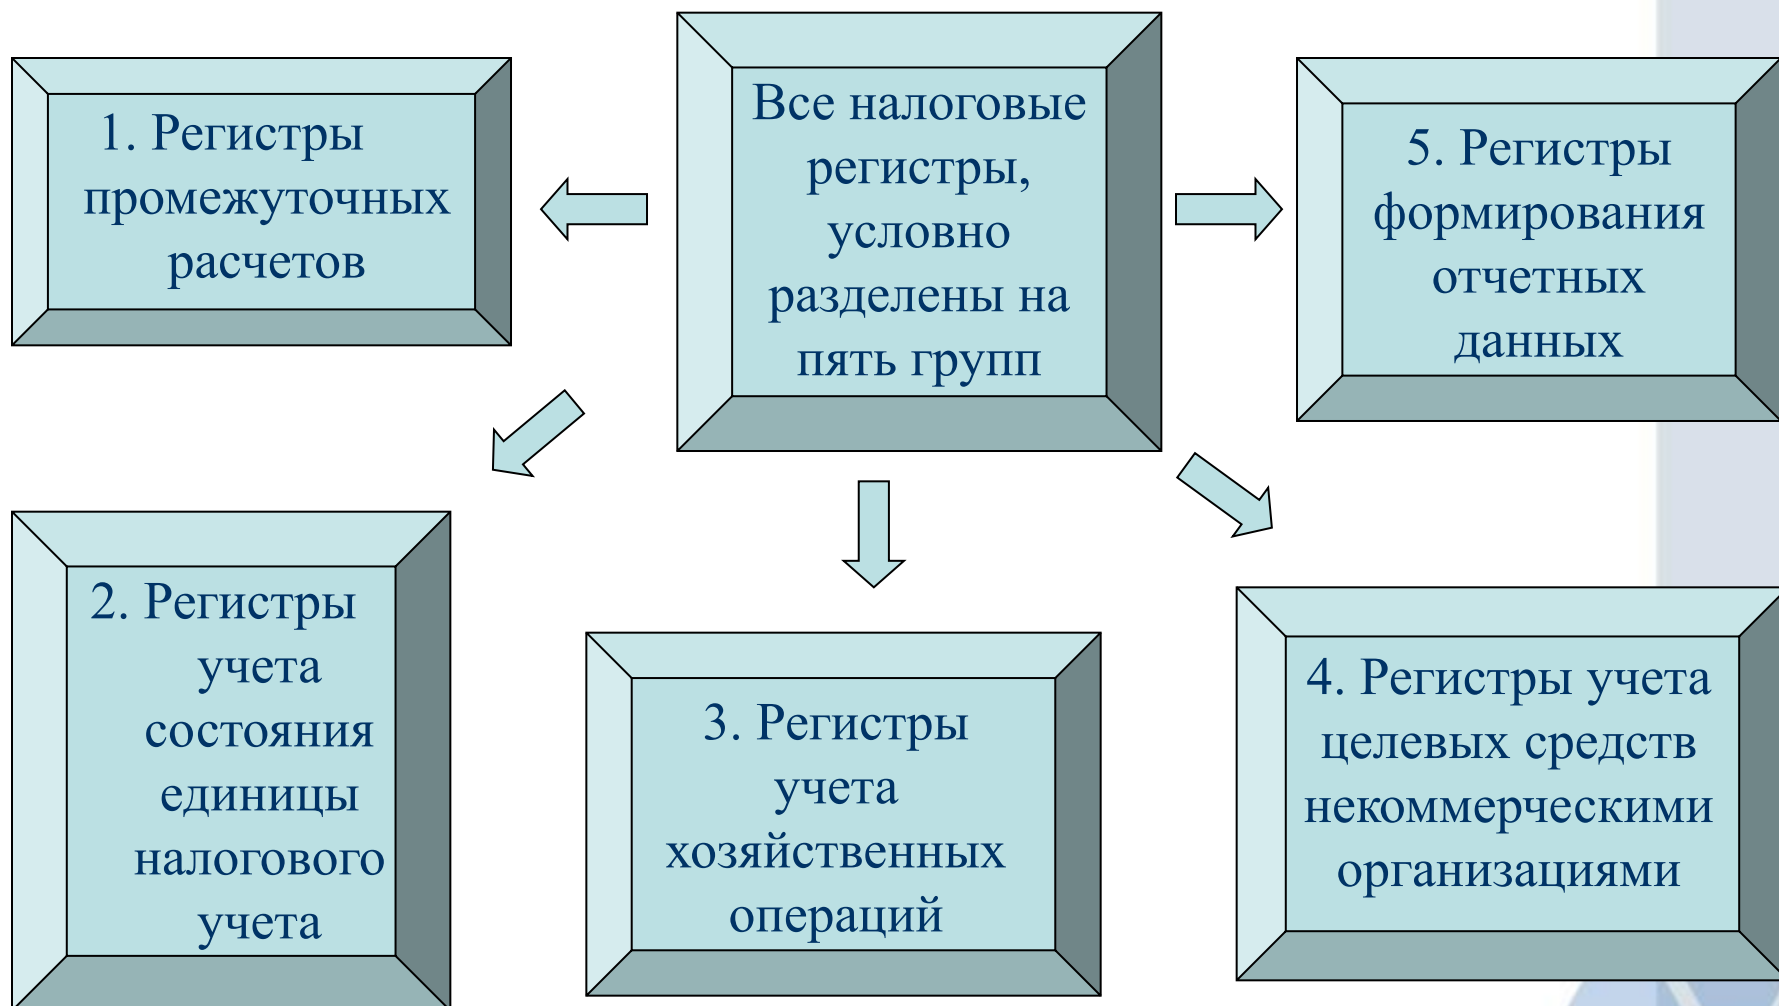 Все налоговые
регистры,
условно
разделены на
пять групп
1. Регистры
промежуточных
расчетов
2. Регистры
учета
состояния
единицы
налогового
учета
3. Регистры
учета
хозяйственных
операций
4. Регистры учета
целевых средств
некоммерческими
организациями
5. Регистры
формирования
отчетных
данных